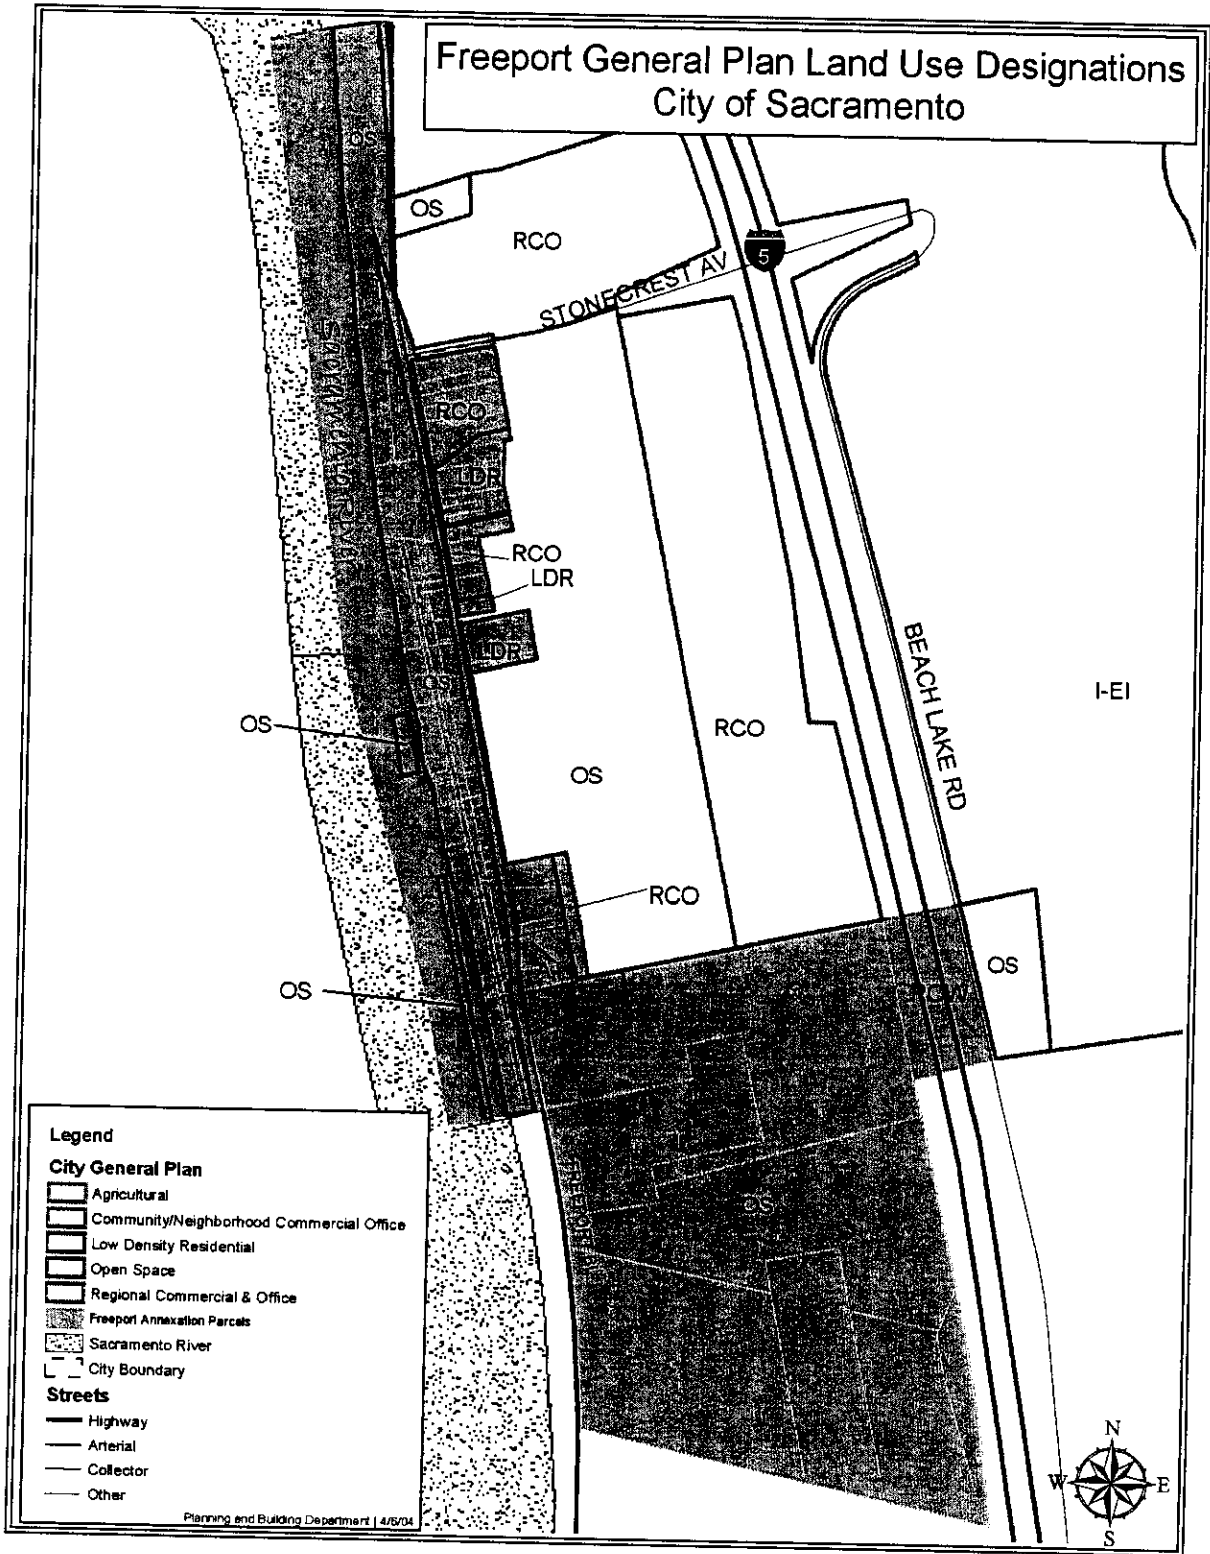 Freeport General Plan Land Use Designations
City of Sacramento
OS
OS
RCO
5
STONECREST AV
RCO
LDR
RCO
LDR
LDR
OS
OS
BEACH LAKE RD
I-EI
RCO
OS
RCO
OS
OS
OS
Legend
City General Plan
Agricultural
Community/Neighborhood Commercial Office
Low Density Residential
Open Space
Regional Commercial & Office
Freeport Annexation Parcels
Sacramento River
City Boundary
Streets
Highway
Arterial
Collector
Other
Planning and Building Department | 4/6/04
N
W E
S